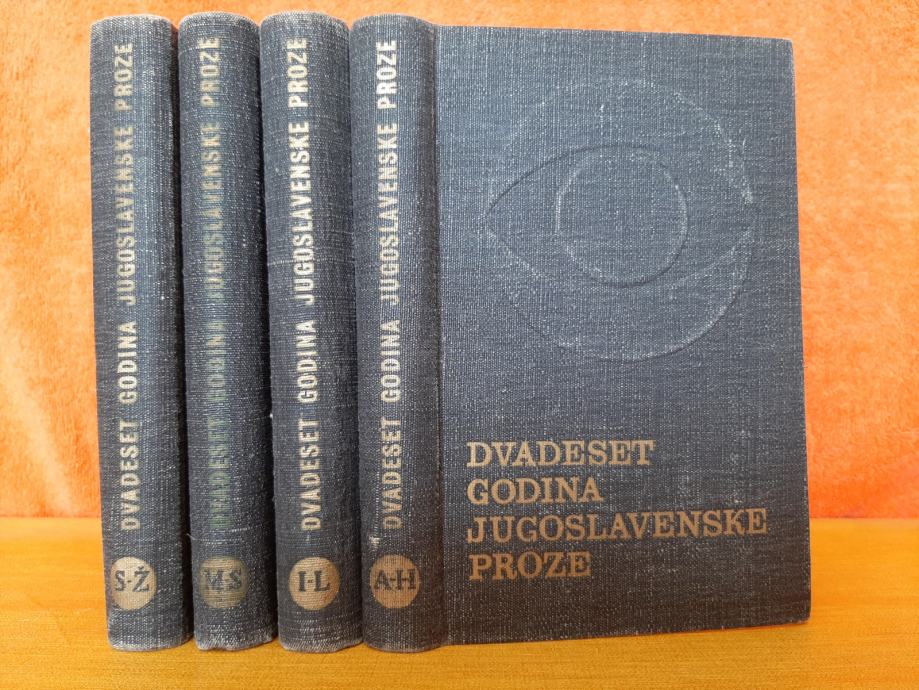 DVADESET GODINA JUGOSLAVENSKE PROZE
S-Ž
DVADESET GODINA JUGOSLAVENSKE PROZE
M-S
DVADESET GODINA JUGOSLAVENSKE PROZE
I-L
DVADESET GODINA JUGOSLAVENSKE PROZE
A-H
DVADESET
GODINA
JUGOSLAVENSKE
PROZE